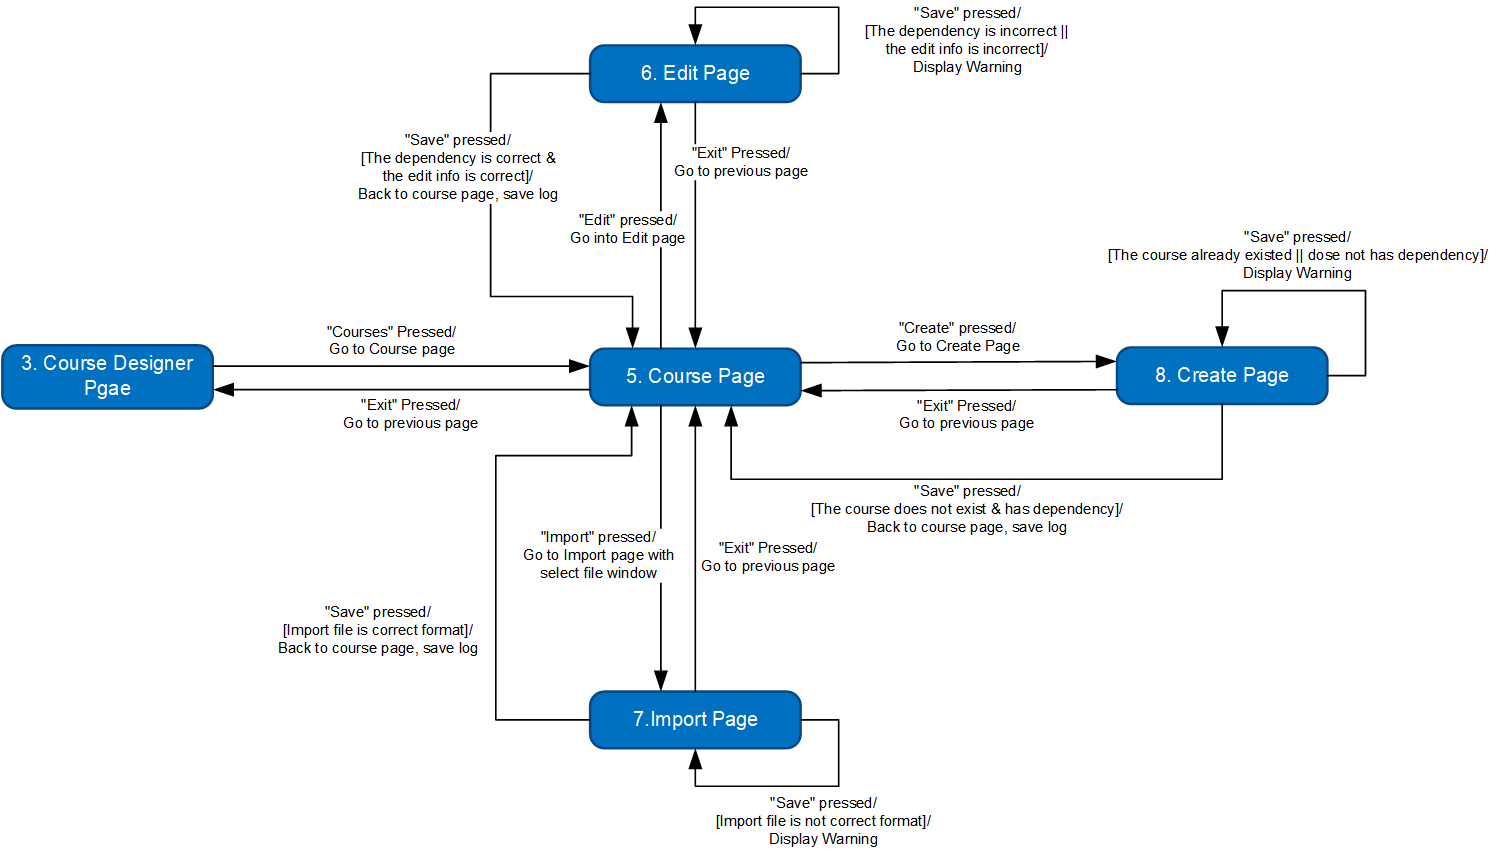 "Save" pressed/
[The dependency is incorrect ||
the edit info is incorrect]/
Display Warning
6. Edit Page
"Save" pressed/
[The dependency is correct &
the edit info is correct]/
Back to course page, save log
"Exit" Pressed/
Go to previous page
"Edit" pressed/
Go into Edit page
"Save" pressed/
[The course already existed || dose not has dependency]/
Display Warning
"Courses" Pressed/
Go to Course page
"Create" pressed/
Go to Create Page
3. Course Designer
Pgae
5. Course Page
8. Create Page
"Exit" Pressed/
Go to previous page
"Exit" Pressed/
Go to previous page
"Save" pressed/
[The course does not exist & has dependency]/
Back to course page, save log
"Import" pressed/
Go to Import page with
select file window
"Exit" Pressed/
Go to previous page
"Save" pressed/
[Import file is correct format]/
Back to course page, save log
7.Import Page
"Save" pressed/
[Import file is not correct format]/
Display Warning